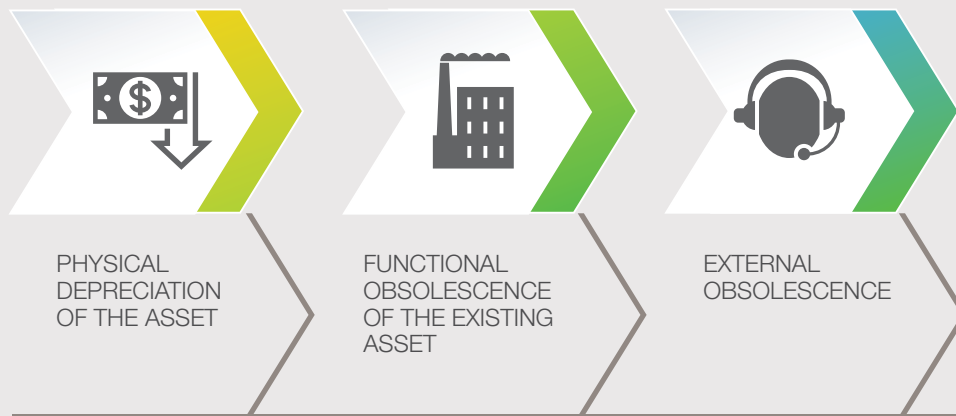 $
PHYSICAL
DEPRECIATION
OF THE ASSET
FUNCTIONAL
OBSOLESCENCE
OF THE EXISTING
ASSET
EXTERNAL
OBSOLESCENCE